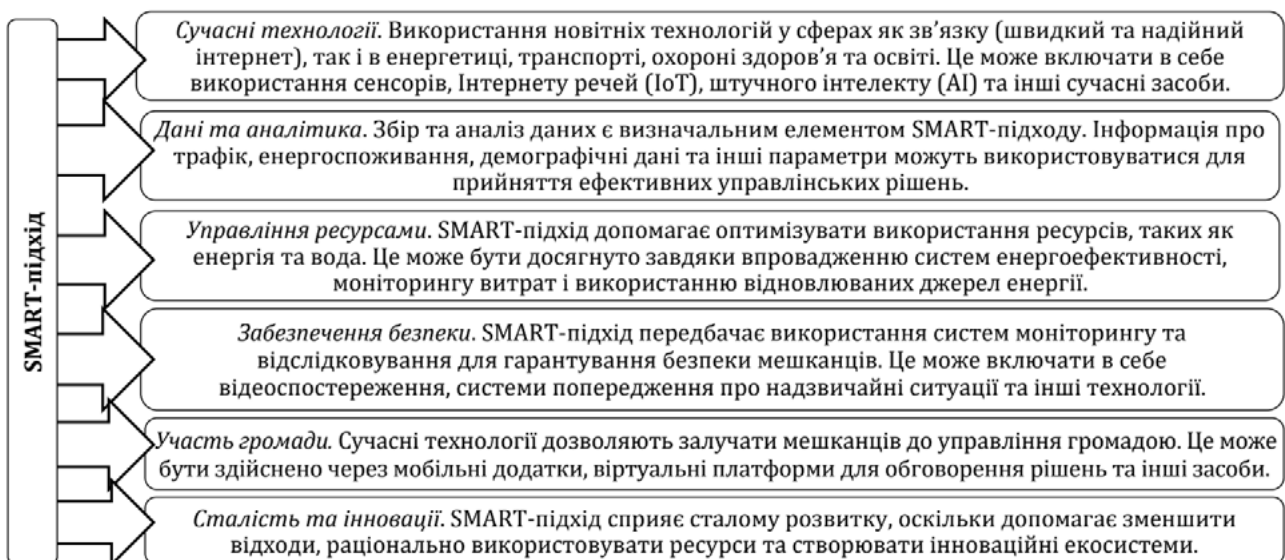 SMART-підхід
Сучасні технології. Використання новітніх технологій у сферах як зв’язку (швидкий та надійний
інтернет), так і в енергетиці, транспорті, охороні здоров’я та освіті. Це може включати в себе
використання сенсорів, Інтернету речей (IoT), штучного інтелекту (AI) та інші сучасні засоби.
Дані та аналітика. Збір та аналіз даних є визначальним елементом SMART-підходу. Інформація про
трафік, енергоспоживання, демографічні дані та інші параметри можуть використовуватися для
прийняття ефективних управлінських рішень.
Управління ресурсами. SMART-підхід допомагає оптимізувати використання ресурсів, таких як
енергія та вода. Це може бути досягнуто завдяки впровадженню систем енергоефективності,
моніторингу витрат і використанню відновлюваних джерел енергії.
Забезпечення безпеки. SMART-підхід передбачає використання систем моніторингу та
відслідковування для гарантування безпеки мешканців. Це може включати в себе
відеоспостереження, системи попередження про надзвичайні ситуації та інші технології.
Участь громади. Сучасні технології дозволяють залучати мешканців до управління громадою. Це може
бути здійснено через мобільні додатки, віртуальні платформи для обговорення рішень та інші засоби.
Сталість та інновації. SMART-підхід сприяє сталому розвитку, оскільки допомагає зменшити
відходи, раціонально використовувати ресурси та створювати інноваційні екосистеми.